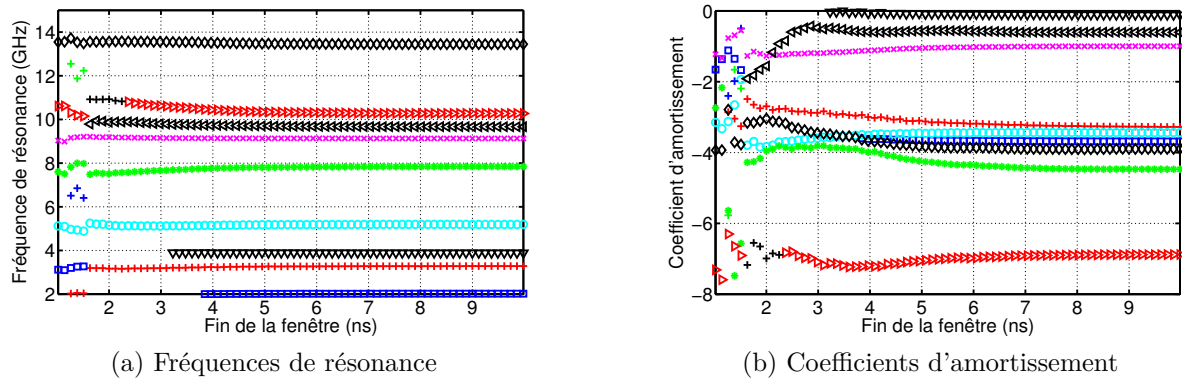 Fréquence de résonance (GHz)
14
12
10
8
6
4
2
2 3 4 5 6 7 8 9
Fin de la fenêtre (ns)
(a) Fréquences de résonance
Coefficient d'amortissement
0
−2
−4
−6
−8
2 3 4 5 6 7 8 9
Fin de la fenêtre (ns)
(b) Coefficients d'amortissement